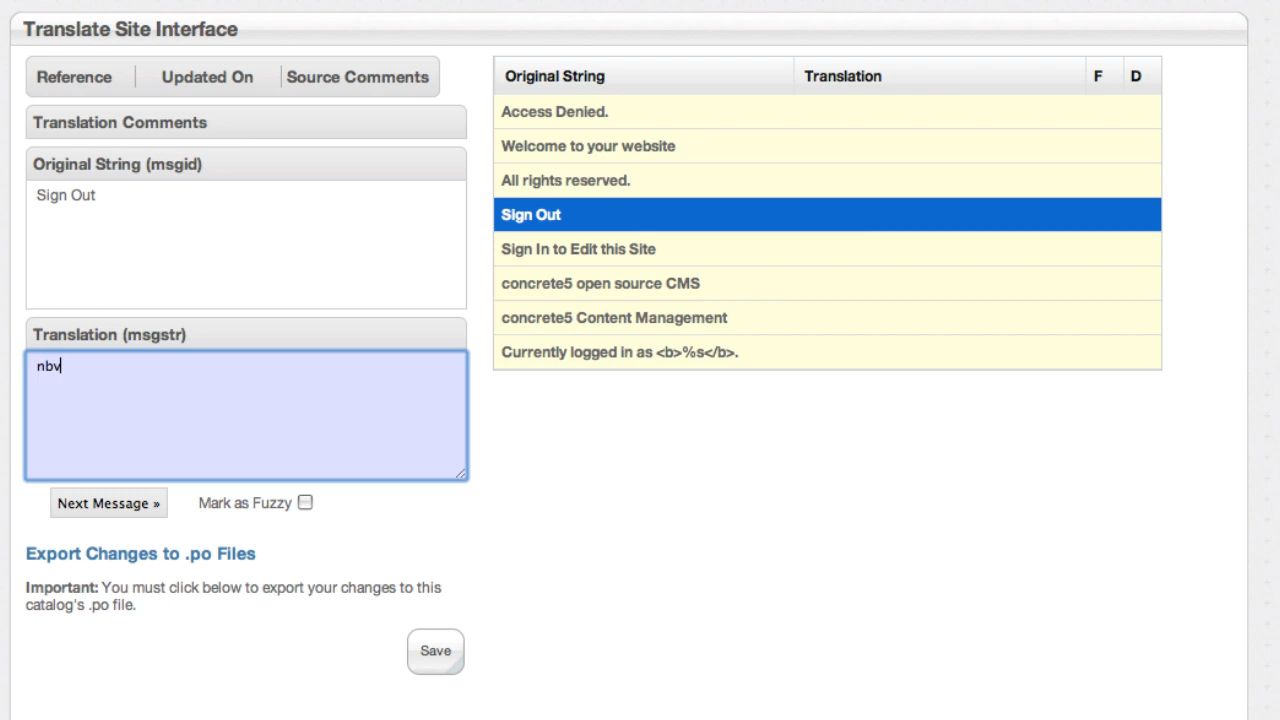 Translate Site Interface
Reference Updated On Source Comments
Translation Comments
Original String (msgid)
Sign Out
Translation (msgstr)
nbv
Next Message » Mark as Fuzzy
Export Changes to .po Files
Important: You must click below to export your changes to this
catalog's .po file.
Save
Original String Translation F D
Access Denied.
Welcome to your website
All rights reserved.
Sign Out
Sign In to Edit this Site
concrete5 open source CMS
concrete5 Content Management
Currently logged in as <b>%s</b>.